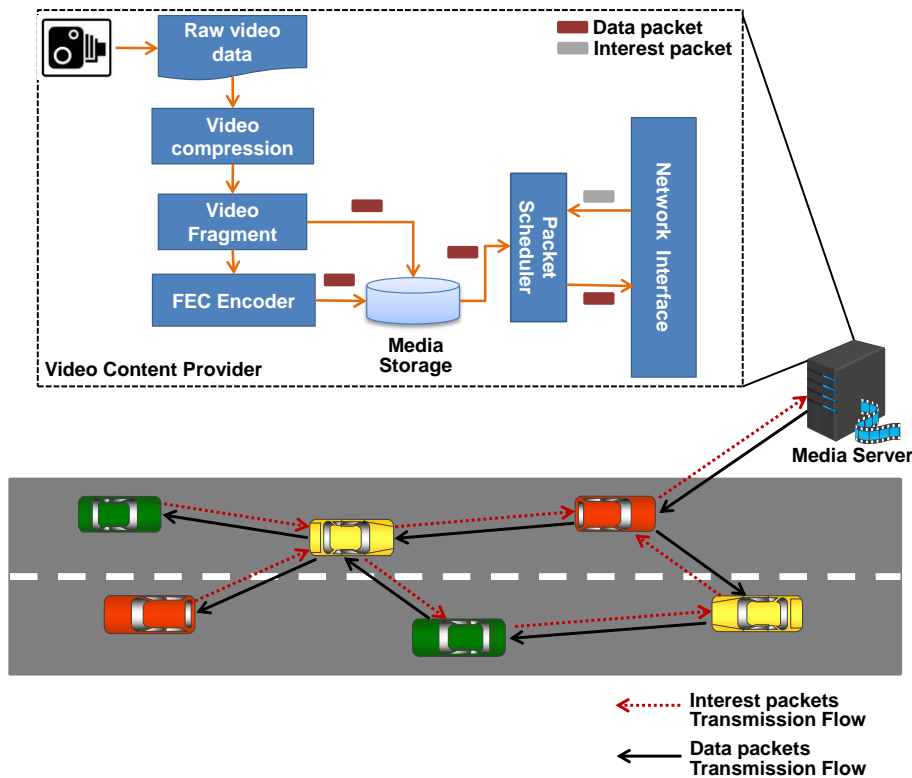 Raw video
data
Data packet
Interest packet
Video
compression
Video
Fragment
FEC Encoder
Media
Storage
Packet
Scheduler
Network Interface
Video Content Provider
Media Server
Interest packets
Transmission Flow
Data packets
Transmission Flow